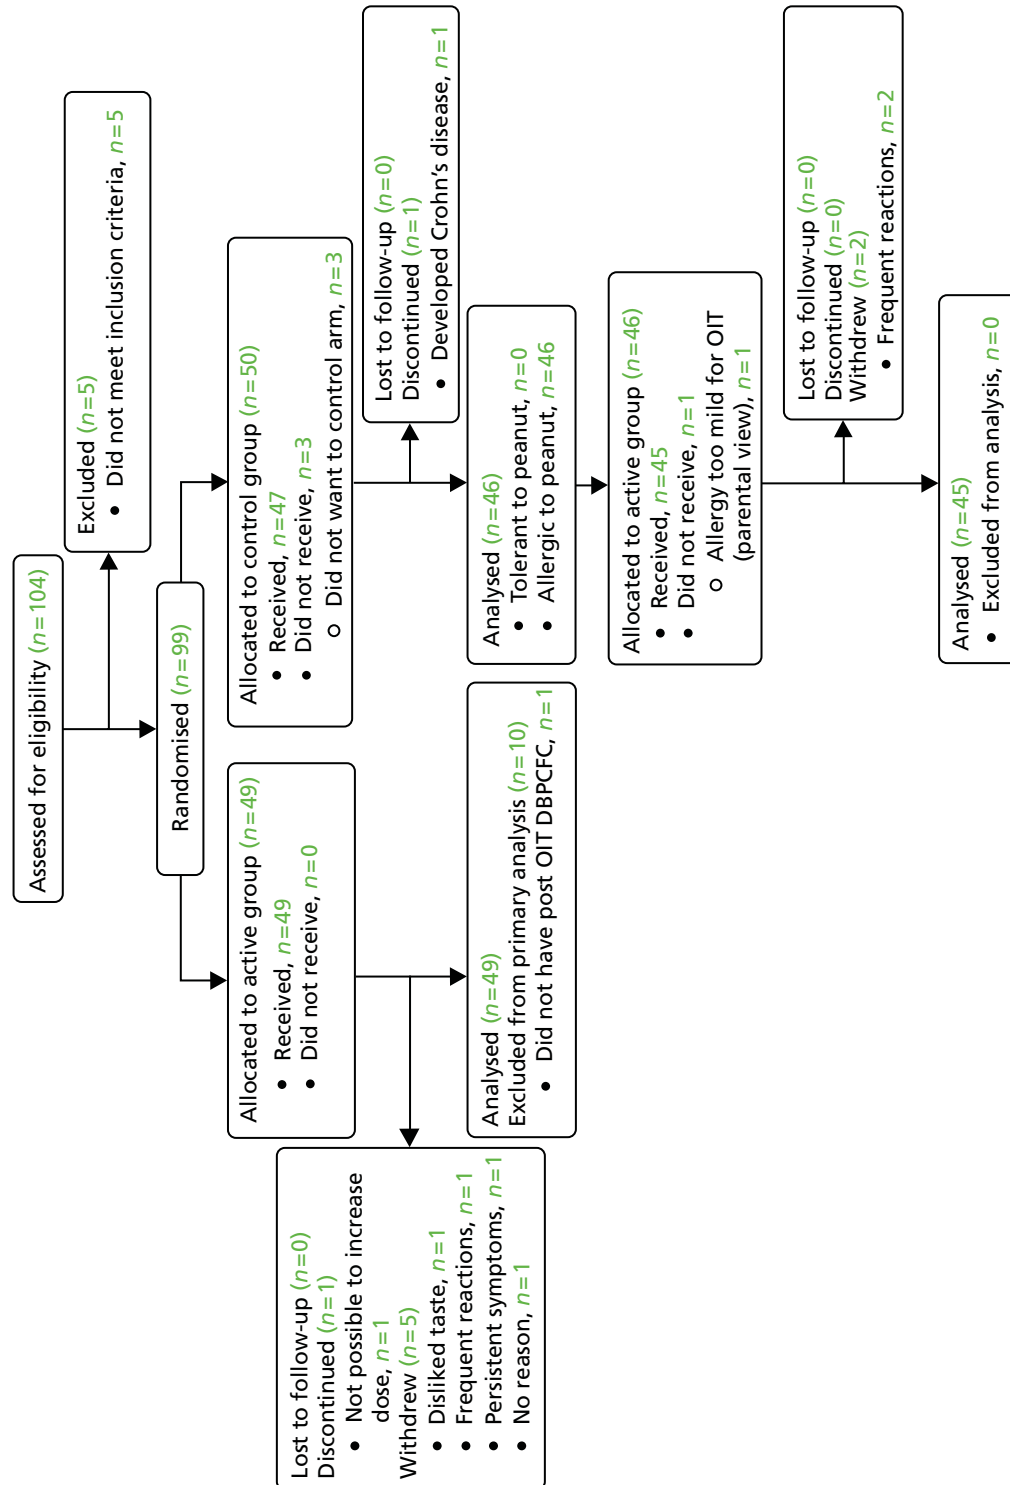 Assessed for eligibility (n=104)
Excluded (n=5)
• Did not meet inclusion criteria, n=5
Randomised (n=99)
Allocated to active group (n=49)
• Received, n=49
• Did not receive, n=0
Allocated to control group (n=50)
• Received, n=47
• Did not receive, n=3
○ Did not want to control arm, n=3
Lost to follow-up (n=0)
Discontinued (n=1)
• Not possible to increase
dose, n=1
Withdrew (n=5)
• Disliked taste, n=1
• Frequent reactions, n=1
• Persistent symptoms, n=1
• No reason, n=1
Lost to follow-up (n=0)
Discontinued (n=1)
• Developed Crohn's disease, n=1
Analysed (n=49)
Excluded from primary analysis (n=10)
• Did not have post OIT DBPCFC, n=1
Analysed (n=46)
• Tolerant to peanut, n=0
• Allergic to peanut, n=46
Allocated to active group (n=46)
• Received, n=45
• Did not receive, n=1
○ Allergy too mild for OIT
(parental view), n=1
Lost to follow-up (n=0)
Discontinued (n=0)
Withdrew (n=2)
• Frequent reactions, n=2
Analysed (n=45)
• Excluded from analysis, n=0